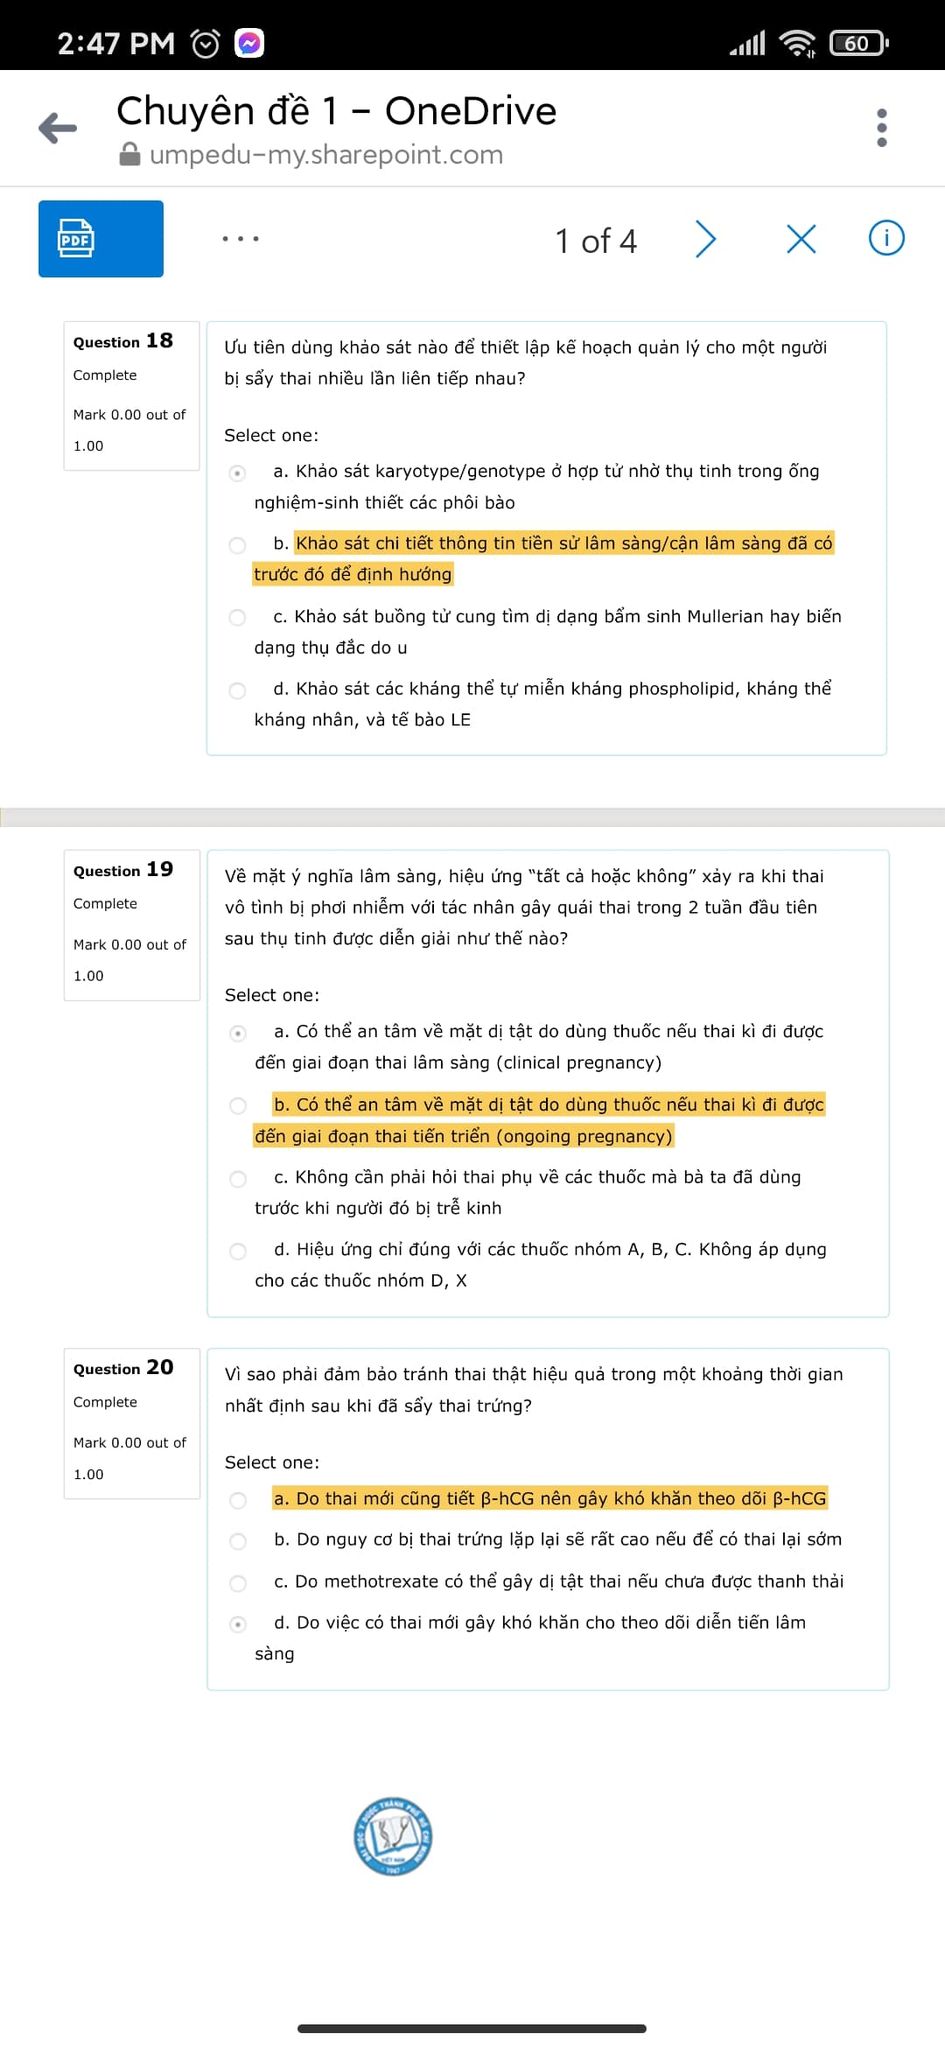 2:47 PM
60
Chuyên đề 1 – OneDrive
umpedu-my.sharepoint.com
PDF
...
1 of 4
Question 18
Complete
Mark 0.00 out of
1.00
Ưu tiên dùng khảo sát nào để thiết lập kế hoạch quản lý cho một người
bị sẩy thai nhiều lần liên tiếp nhau?
Select one:
a. Khảo sát karyotype/genotype ở hợp tử nhờ thụ tinh trong ống
nghiệm-sinh thiết các phôi bào
b. Khảo sát chi tiết thông tin tiền sử lâm sàng/cận lâm sàng đã có
trước đó để định hướng
c. Khảo sát buồng tử cung tìm dị dạng bẩm sinh Mullerian hay biến
dạng thụ đắc do u
d. Khảo sát các kháng thể tự miễn kháng phospholipid, kháng thể
kháng nhân, và tế bào LE
Question 19
Complete
Mark 0.00 out of
1.00
Về mặt ý nghĩa lâm sàng, hiệu ứng “tất cả hoặc không” xảy ra khi thai
vô tình bị phơi nhiễm với tác nhân gây quái thai trong 2 tuần đầu tiên
sau thụ tinh được diễn giải như thế nào?
Select one:
a. Có thể an tâm về mặt dị tật do dùng thuốc nếu thai kì đi được
đến giai đoạn thai lâm sàng (clinical pregnancy)
b. Có thể an tâm về mặt dị tật do dùng thuốc nếu thai kì đi được
đến giai đoạn thai tiến triển (ongoing pregnancy)
c. Không cần phải hỏi thai phụ về các thuốc mà bà ta đã dùng
trước khi người đó bị trễ kinh
d. Hiệu ứng chỉ đúng với các thuốc nhóm A, B, C. Không áp dụng
cho các thuốc nhóm D, X
Question 20
Complete
Mark 0.00 out of
1.00
Vì sao phải đảm bảo tránh thai thật hiệu quả trong một khoảng thời gian
nhất định sau khi đã sẩy thai trứng?
Select one:
a. Do thai mới cũng tiết β-hCG nên gây khó khăn theo dõi β-hCG
b. Do nguy cơ bị thai trứng lặp lại sẽ rất cao nếu để có thai lại sớm
c. Do methotrexate có thể gây dị tật thai nếu chưa được thanh thải
d. Do việc có thai mới gây khó khăn cho theo dõi diễn tiến lâm
sàng
ĐẠI HỌC Y DƯỢC THÀNH PHỐ HỒ CHÍ MINH
VIỆT NAM
1947